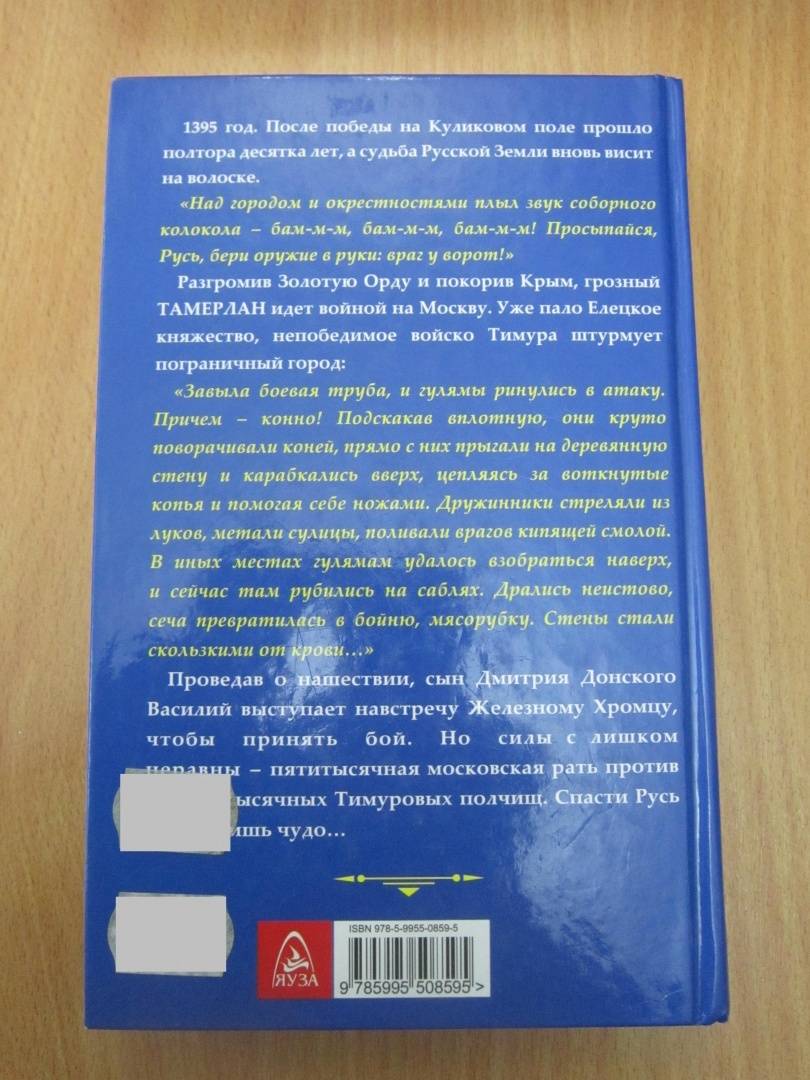 1395 год. После победы на Куликовом поле прошло
полтора десятка лет, а судьба Русской Земли вновь висит
на волоске.
«Над городом и окрестностями плыл звук соборного
колокола – бам-м-м, бам-м-м, бам-м-м! Просыпайся,
Русь, бери оружие в руки: враг у ворот!»
Разгромив Золотую Орду и покорив Крым, грозный
ТАМЕРЛАН идет войной на Москву. Уже пало Елецкое
княжество, непобедимое войско Тимура штурмует
пограничный город:
«Завыла боевая труба, и гулямы ринулись в атаку.
Причем – конно! Подскакав вплотную, они круто
поворачивали коней, прямо с них прыгали на деревянную
стену и карабкались вверх, цепляясь за воткнутые
копья и помогая себе ножами. Дружинники стреляли из
луков, метали сулицы, поливали врагов кипящей смолой.
В иных местах гулямам удалось взобраться наверх,
и сейчас там рубились на саблях. Дрались неистово,
сеча превратилась в бойню, мясорубку. Стены стали
скользкими от крови…»
Проведав о нашествии, сын Дмитрия Донского
Василий выступает навстречу Железному Хромцу,
чтобы принять бой. Но силы с лишком
неравны – пятитысячная московская рать против
Тимуровых полчищ. Спасти Русь
чудо…
ISBN 978-5-9955-0859-5
ЯУЗА
9 785995 508595 >